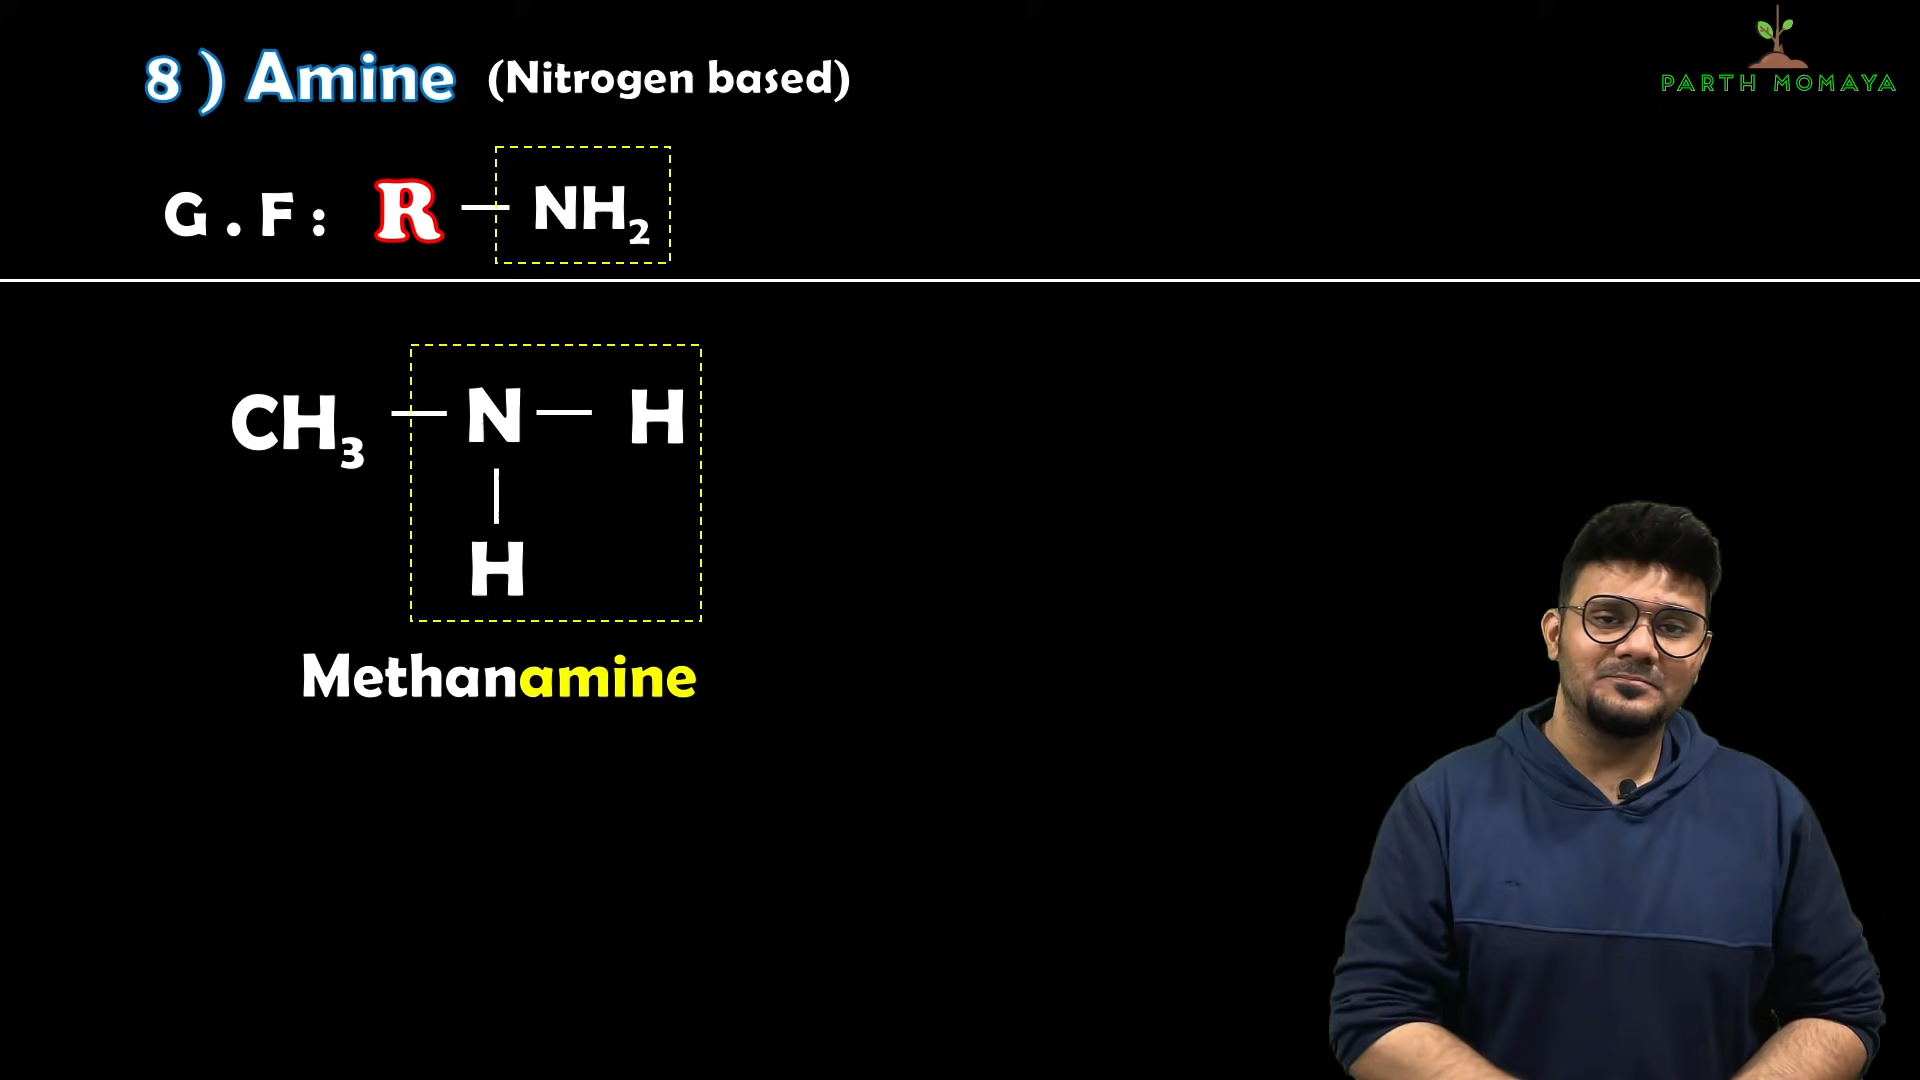 PARTH MOMAYA
8 ) Amine (Nitrogen based)
G . F : R — NH₂
CH₃ — N — H
|
H
Methanamine